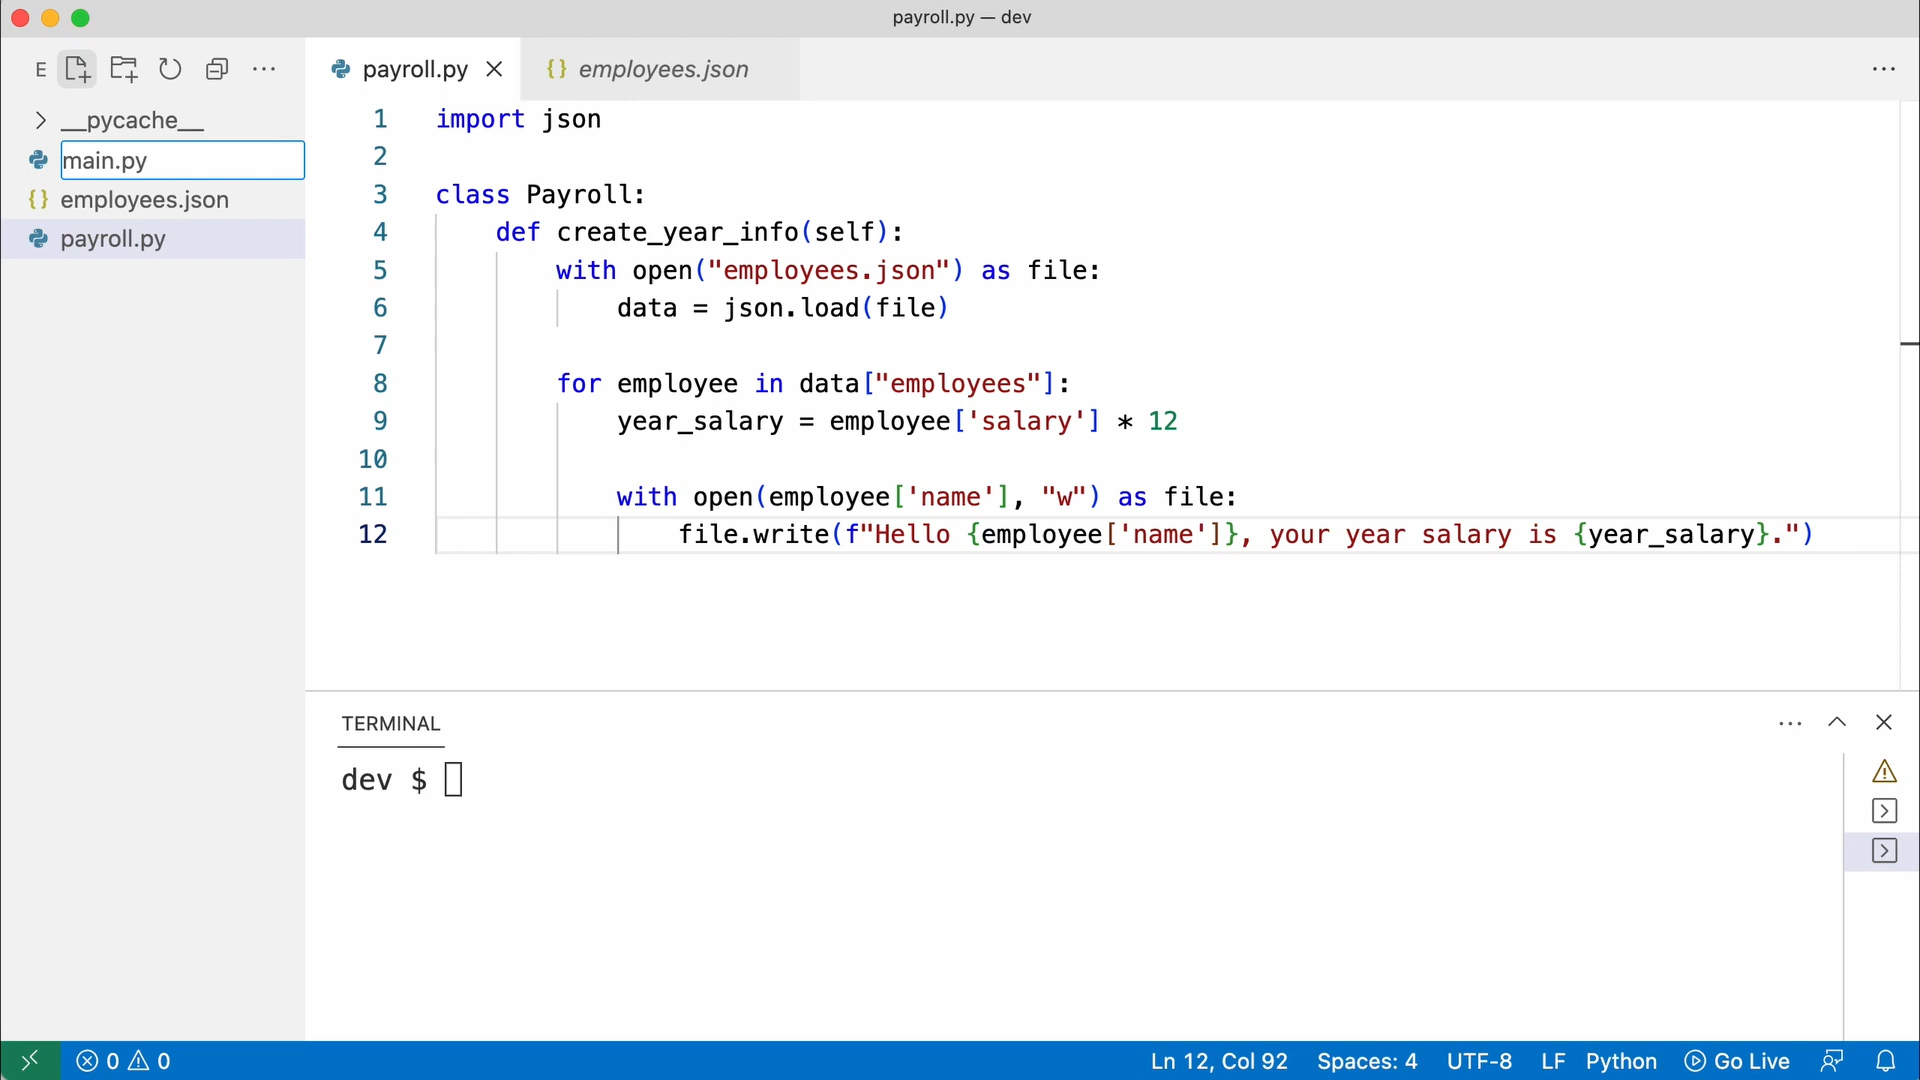 payroll.py — dev
E
payroll.py
employees.json
__pycache__
main.py
employees.json
payroll.py
1 import json
2
3 class Payroll:
4     def create_year_info(self):
5         with open("employees.json") as file:
6             data = json.load(file)
7
8         for employee in data["employees"]:
9             year_salary = employee['salary'] * 12
10
11             with open(employee['name'], "w") as file:
12                 file.write(f"Hello {employee['name']}, your year salary is {year_salary}.")
TERMINAL
dev $
0 0 Ln 12, Col 92 Spaces: 4 UTF-8 LF Python Go Live